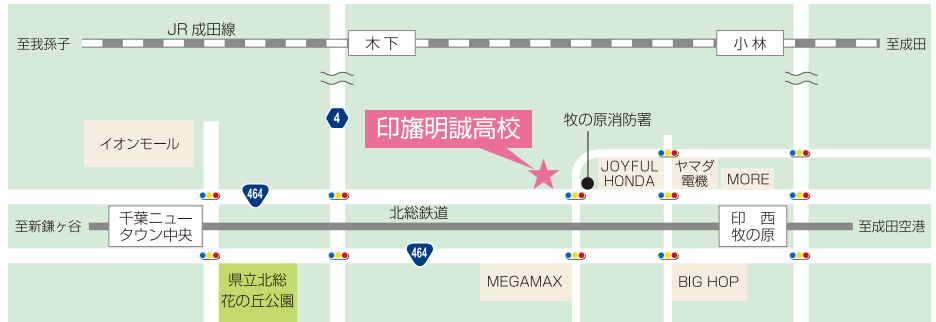 JR 成田線
至我孫子
木下
小林
至成田
4
印旛明誠高校
牧の原消防署
イオンモール
JOYFUL
HONDA
ヤマダ
電機
MORE
464
北総鉄道
至新鎌ヶ谷
千葉ニュー
タウン中央
印 西
牧の原
至成田空港
464
県立北総
花の丘公園
MEGAMAX
BIG HOP